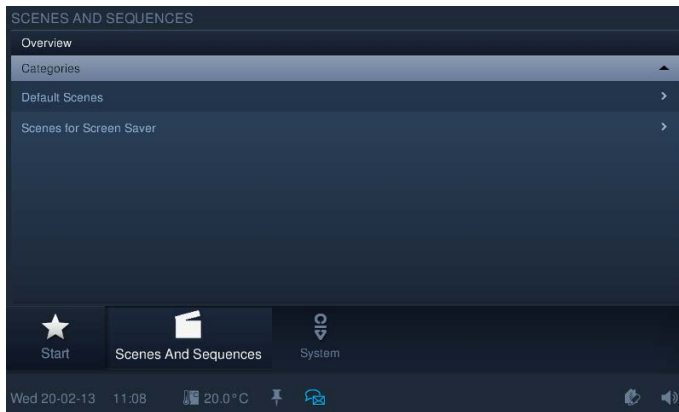 SCENES AND SEQUENCES
Overview
Categories
Default Scenes
Scenes for Screen Saver
Start Scenes And Sequences System
Wed 20-02-13 11:08 20.0°C